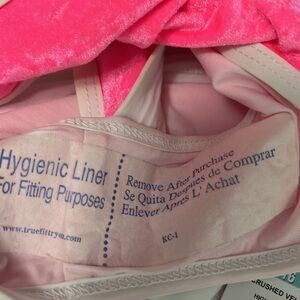 Hygienic Liner
For Fitting Purposes
www.truefittryon.com
Remove After Purchase
Se Quita Despues de Comprar
Enlever Apres L' Achat
KC-1
CRUSHED VE